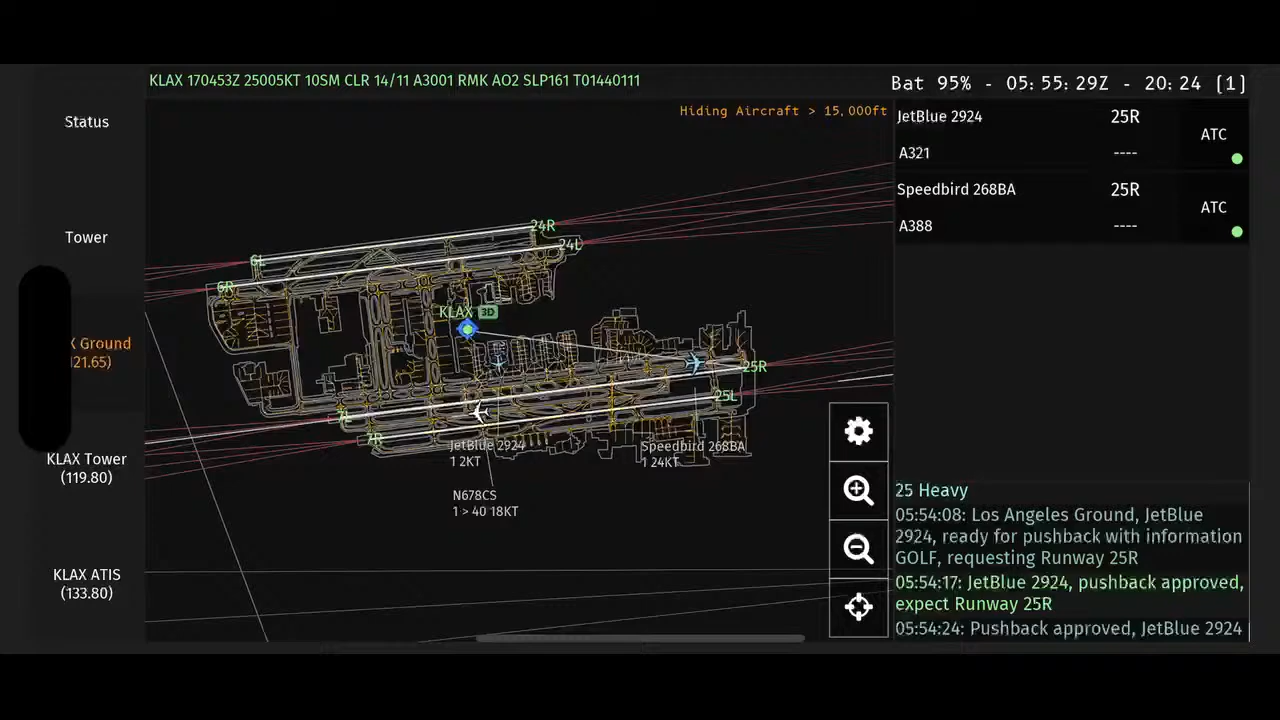 KLAX 170453Z 25005KT 10SM CLR 14/11 A3001 RMK AO2 SLP161 T01440111
Bat 95% - 05:55:29Z - 20:24 [1]
Hiding Aircraft > 15,000ft
Status
Tower
X Ground
121.65)
KLAX Tower
(119.80)
KLAX ATIS
(133.80)
24R
24L
6L
6R
KLAX 3D
25R
25L
7R
JetBlue 2924
1 2KT
Speedbird 268BA
1 24KT
N678CS
1 > 40 18KT
JetBlue 2924
25R
ATC
A321
----
Speedbird 268BA
25R
ATC
A388
----
25 Heavy
05:54:08: Los Angeles Ground, JetBlue
2924, ready for pushback with information
GOLF, requesting Runway 25R
05:54:17: JetBlue 2924, pushback approved,
expect Runway 25R
05:54:24: Pushback approved, JetBlue 2924